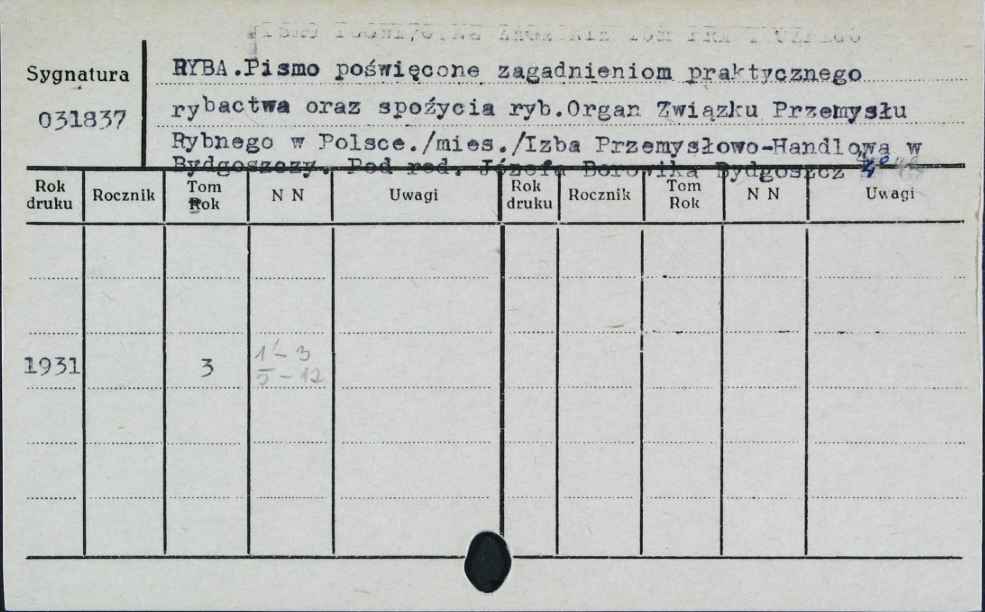 Sygnatura
031837
RYBA.Pismo poświęcone zagadnieniom praktycznego
rybactwa oraz spożycia ryb.Organ Związku Przemysłu
Rybnego w Polsce./mies./Izba Przemysłowo-Handlowa w
Bydgoszczy. Pod red. Józefa Borowika Bydgoszcz 4°
Rok druku Rocznik Tom Rok N N Uwagi Rok druku Rocznik Tom Rok N N Uwagi
1931 3 1-3
5-12